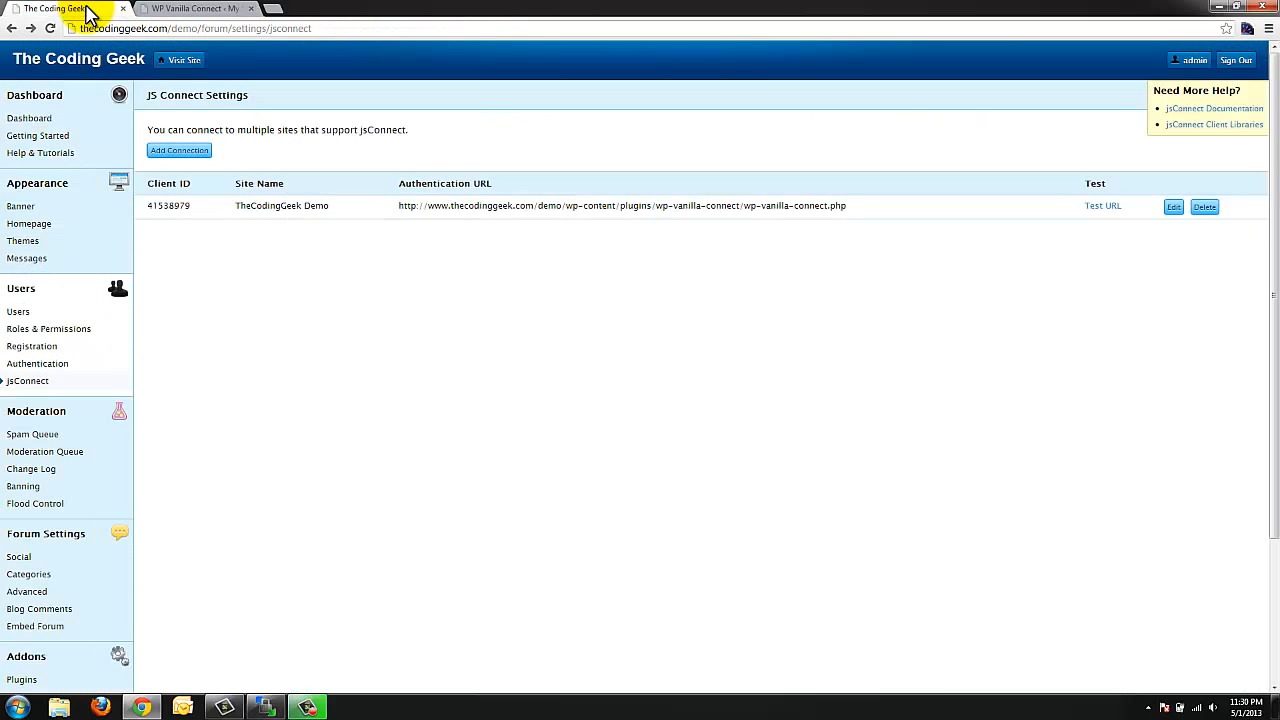 The Coding Geek
WP Vanilla Connect ‹ My
thecodinggeek.com/demo/forum/settings/jsconnect
The Coding Geek
Visit Site
admin
Sign Out
Need More Help?
jsConnect Documentation
jsConnect Client Libraries
Dashboard
Dashboard
Getting Started
Help & Tutorials
Appearance
Banner
Homepage
Themes
Messages
Users
Users
Roles & Permissions
Registration
Authentication
jsConnect
Moderation
Spam Queue
Moderation Queue
Change Log
Banning
Flood Control
Forum Settings
Social
Categories
Advanced
Blog Comments
Embed Forum
Addons
Plugins
JS Connect Settings
You can connect to multiple sites that support jsConnect.
Add Connection
Client ID Site Name Authentication URL Test
41538979 TheCodingGeek Demo http://www.thecodinggeek.com/demo/wp-content/plugins/wp-vanilla-connect/wp-vanilla-connect.php Test URL Edit Delete
11:30 PM
5/1/2013